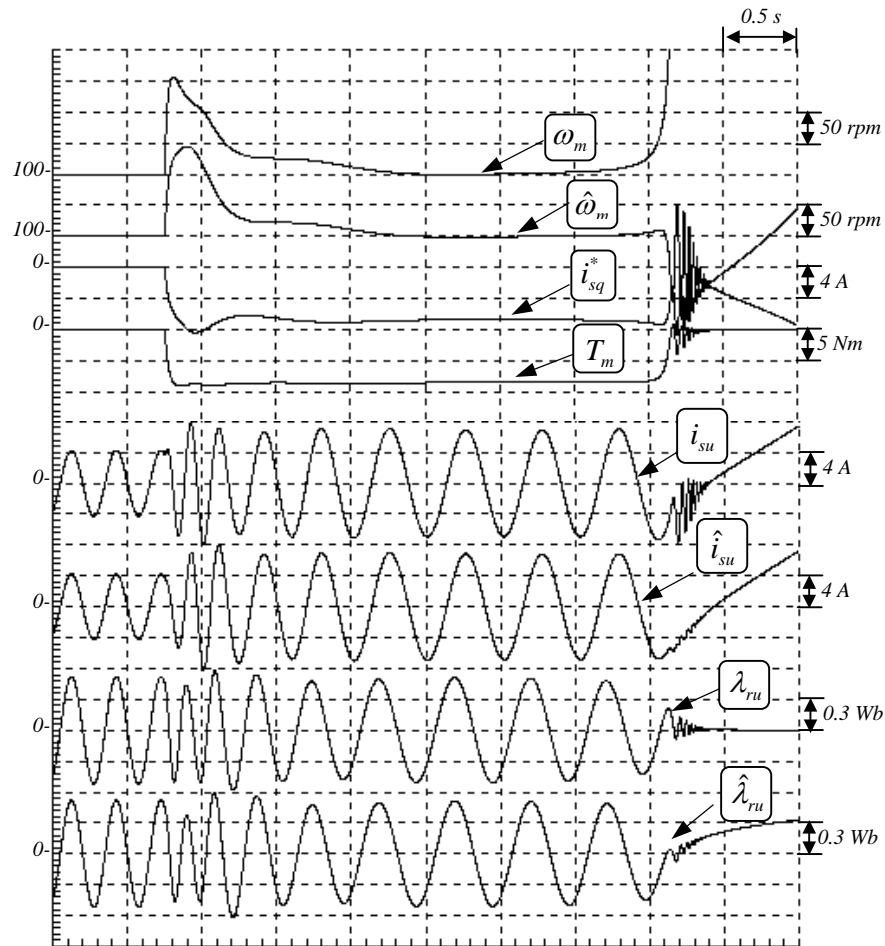 0.5 s
50 rpm
ω_m
100-
ω̂_m
100-
50 rpm
0-
i*_sq
4 A
0-
T_m
5 Nm
i_su
0-
4 A
î_su
0-
4 A
λ_ru
0-
0.3 Wb
λ̂_ru
0-
0.3 Wb